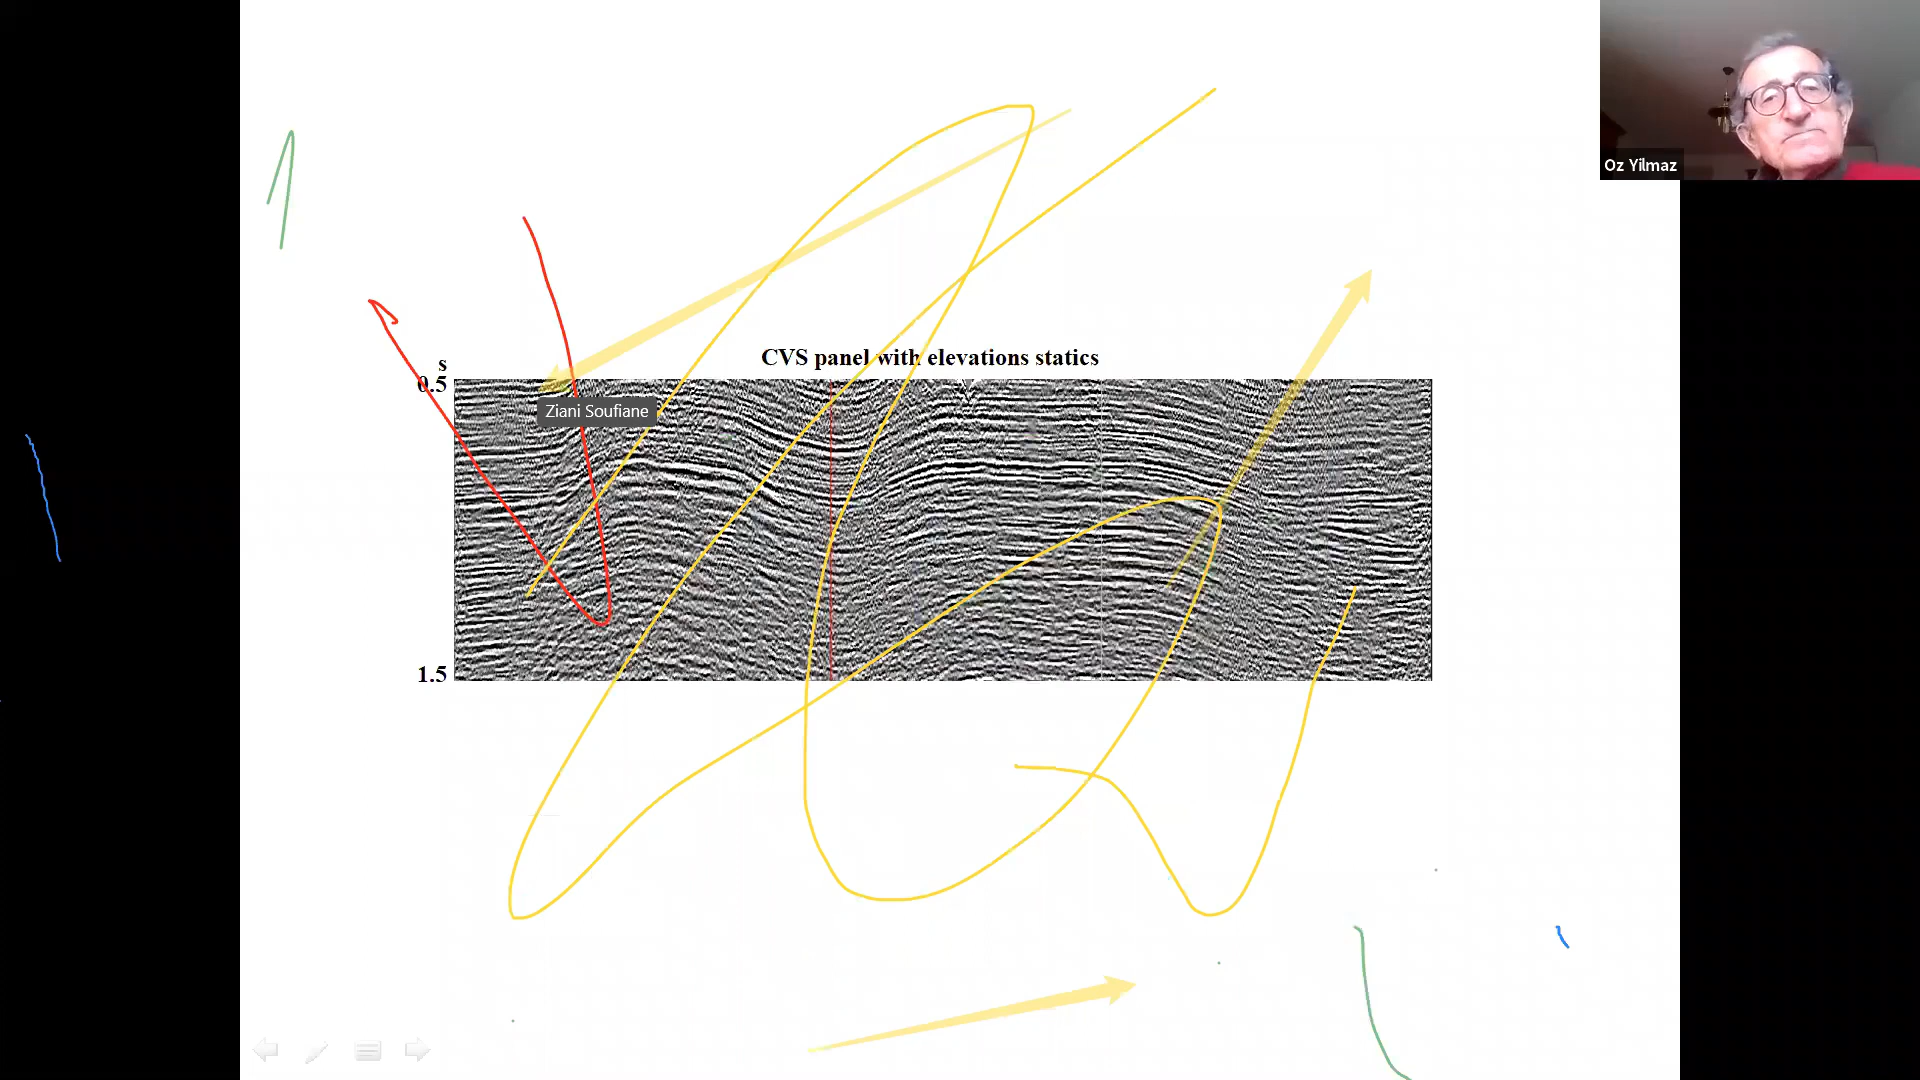 Oz Yilmaz
CVS panel with elevations statics
s
0.5
Ziani Soufiane
1.5